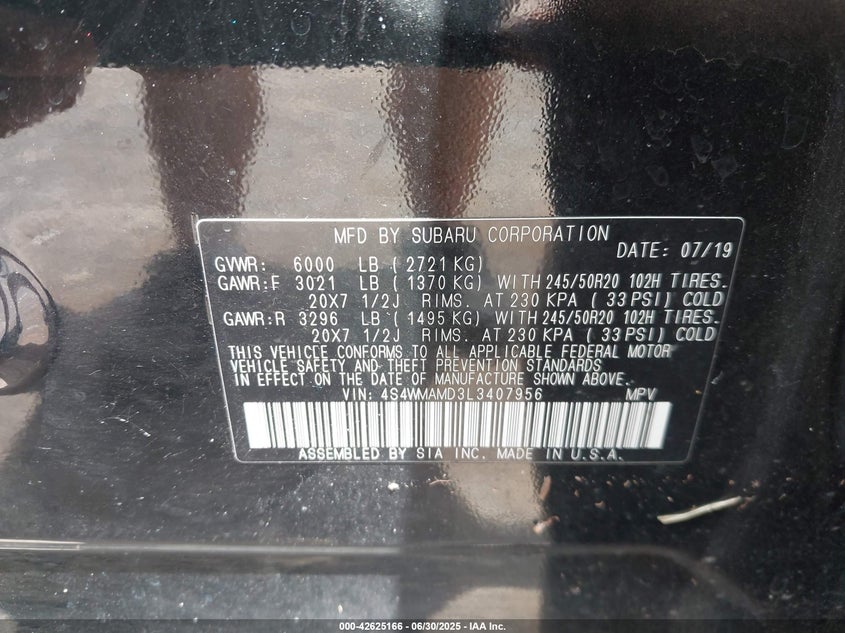 MFD BY SUBARU CORPORATION DATE: 07/19
GVWR: 6000 LB ( 2721 KG)
GAWR:F 3021 LB ( 1370 KG) WITH 245/50R20 102H TIRES.
20X7 1/2J RIMS. AT 230 KPA ( 33 PSI) COLD
GAWR:R 3296 LB ( 1495 KG) WITH 245/50R20 102H TIRES.
20X7 1/2J RIMS. AT 230 KPA ( 33 PSI) COLD
THIS VEHICLE CONFORMS TO ALL APPLICABLE FEDERAL MOTOR
VEHICLE SAFETY AND THEFT PREVENTION STANDARDS
IN EFFECT ON THE DATE OF MANUFACTURE SHOWN ABOVE.
VIN: 4S4WMAMD3L3407956 MPV
ASSEMBLED BY SIA INC. MADE IN U.S.A.
000-42625166 - 06/30/2025 - IAA Inc.